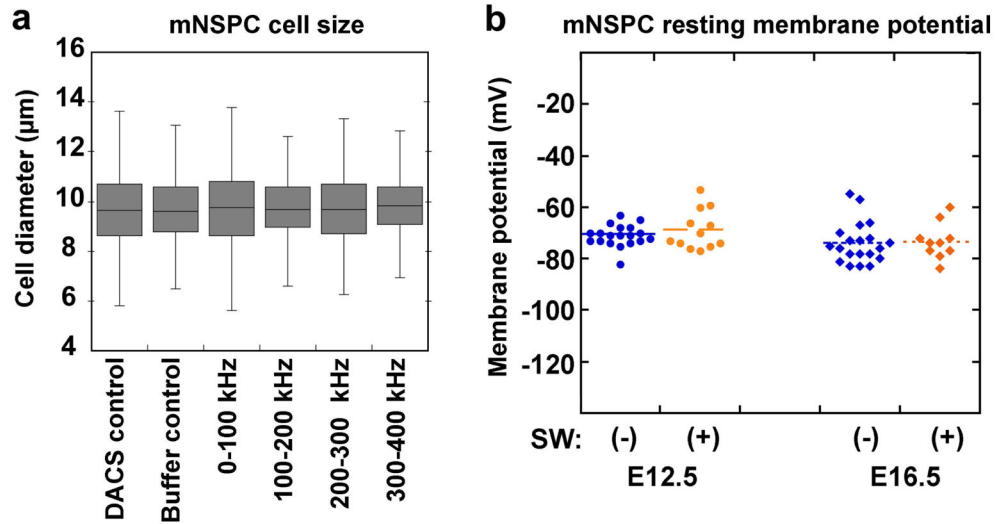 a
mNSPC cell size
Cell diameter (µm)
16
14
12
10
8
6
4
DACS control
Buffer control
0-100 kHz
100-200 kHz
200-300 kHz
300-400 kHz
b
mNSPC resting membrane potential
Membrane potential (mV)
-20
-40
-60
-80
-100
-120
SW: (-) (+) (-) (+)
E12.5 E16.5